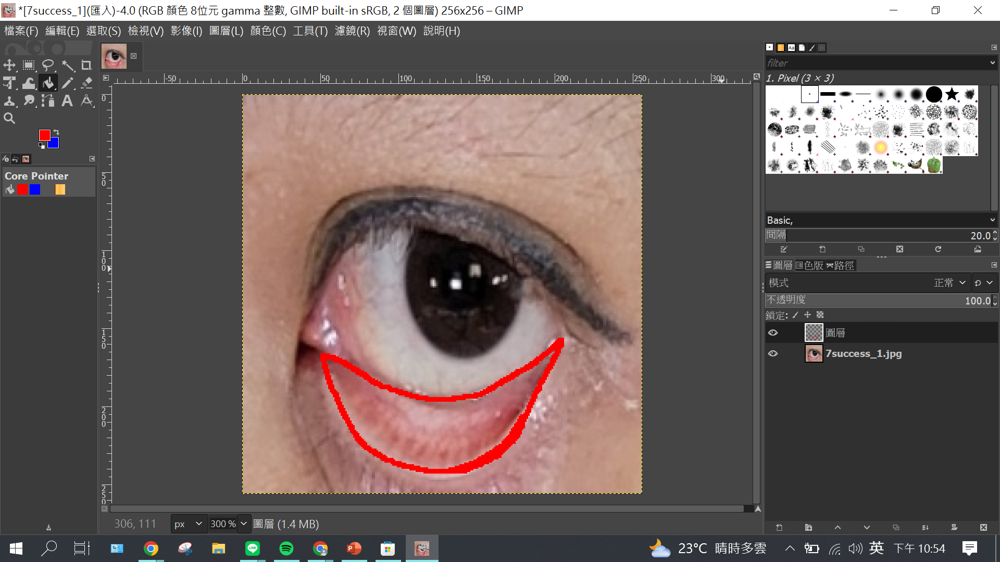 *[7success_1](匯入)-4.0 (RGB 顏色 8位元 gamma 整數, GIMP built-in sRGB, 2 個圖層) 256x256 – GIMP
檔案(F) 編輯(E) 選取(S) 檢視(V) 影像(I) 圖層(L) 顏色(C) 工具(T) 濾鏡(R) 視窗(W) 說明(H)
-50 0 50 100 150 200 250 300
0
50
100
150
200
250
Core Pointer
filter
1. Pixel (3 × 3)
Basic,
間隔 20.0
圖層 色版 路徑
模式 正常
不透明度 100.0
鎖定:
圖層
7success_1.jpg
306, 111 px 300 % 圖層 (1.4 MB)
23°C 晴時多雲 英 下午 10:54